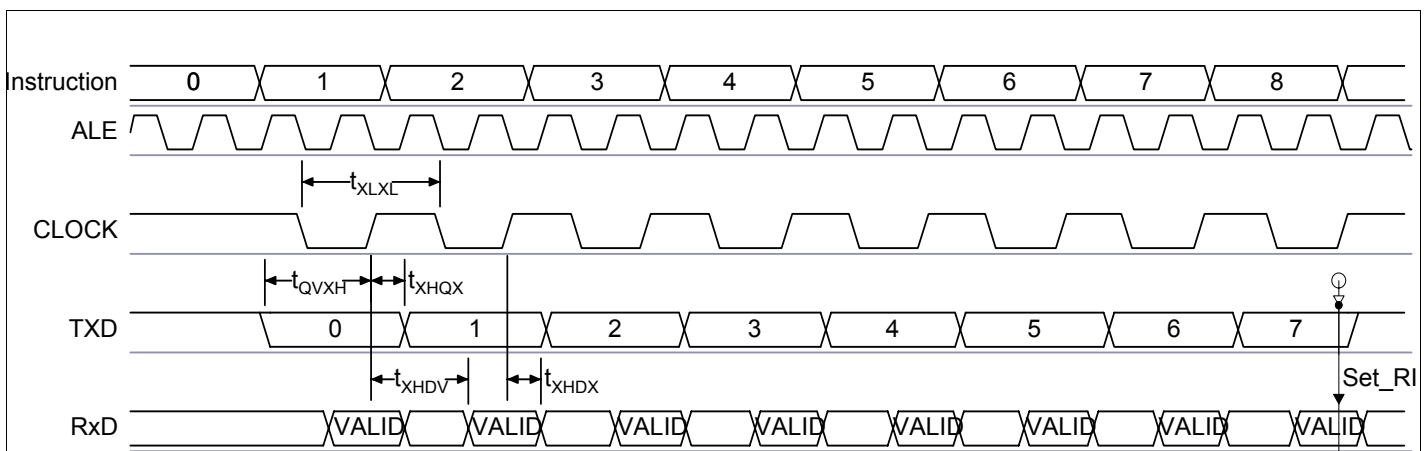 Instruction 0 1 2 3 4 5 6 7 8
ALE
tXLXL
CLOCK
tQVXH tXHQX
TXD 0 1 2 3 4 5 6 7
tXHDV tXHDX Set_RI
RxD VALID VALID VALID VALID VALID VALID VALID VALID